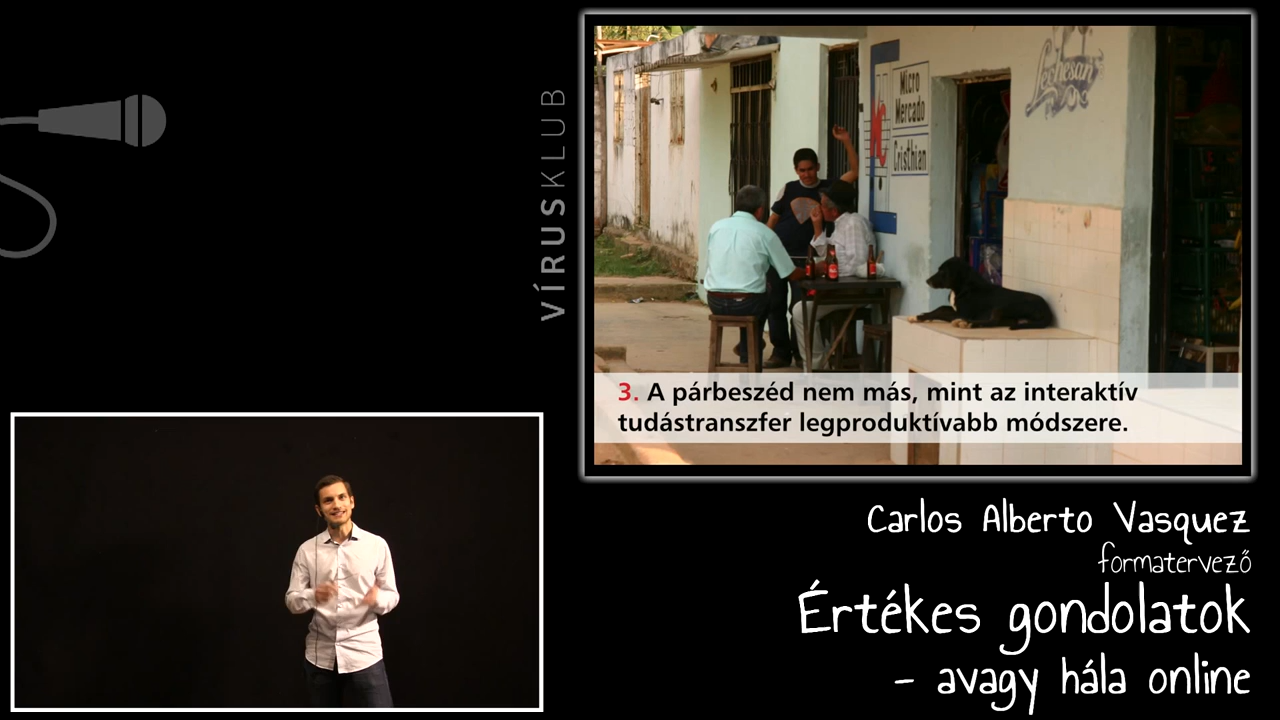 VÍRUSKLUB
Lechesan
Micro
Mercado
Cristhian
3. A párbeszéd nem más, mint az interaktív
tudástranszfer legproduktívabb módszere.
Carlos Alberto Vasquez
formatervező
Értékes gondolatok
- avagy hála online